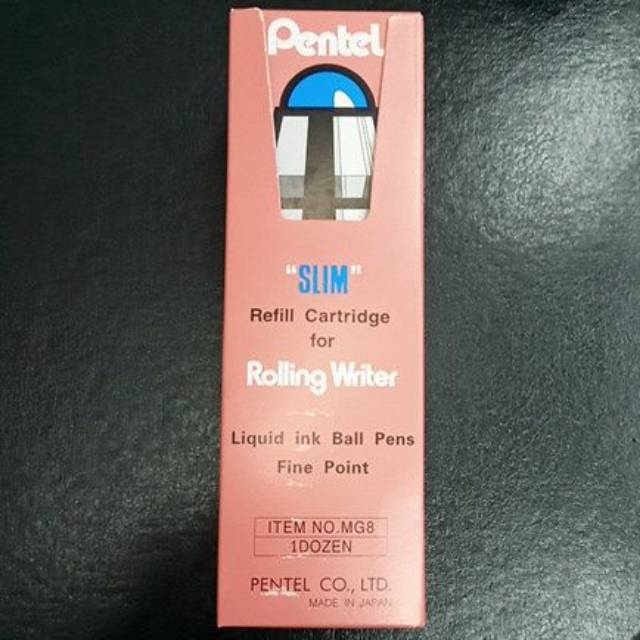 Pentel
"SLIM"
Refill Cartridge
for
Rolling Writer
Liquid ink Ball Pens
Fine Point
ITEM NO.MG8
1DOZEN
PENTEL CO., LTD.
MADE IN JAPAN